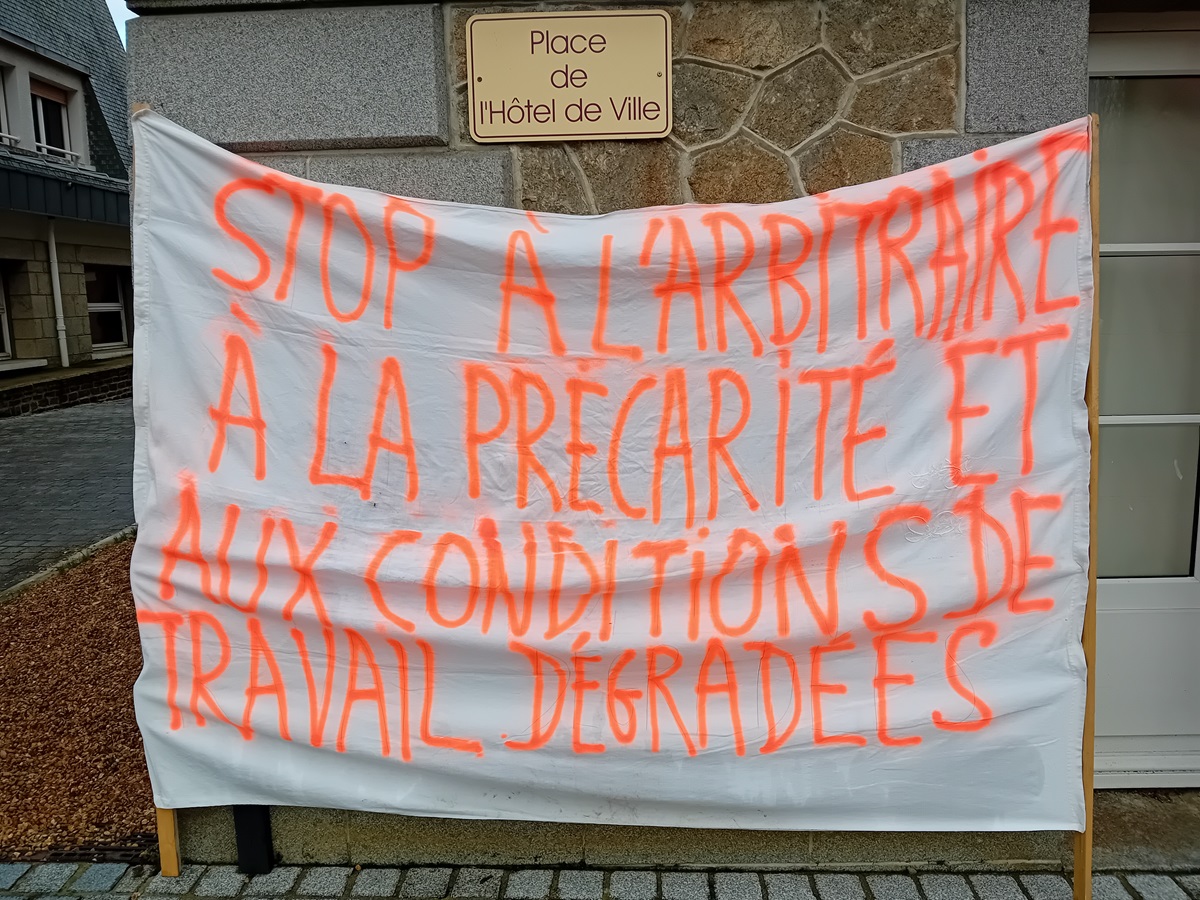 Place
de
l'Hôtel de Ville
STOP À L'ARBITRAIRE
À LA PRÉCARITÉ ET
AUX CONDITIONS DE
TRAVAIL DÉGRADÉES